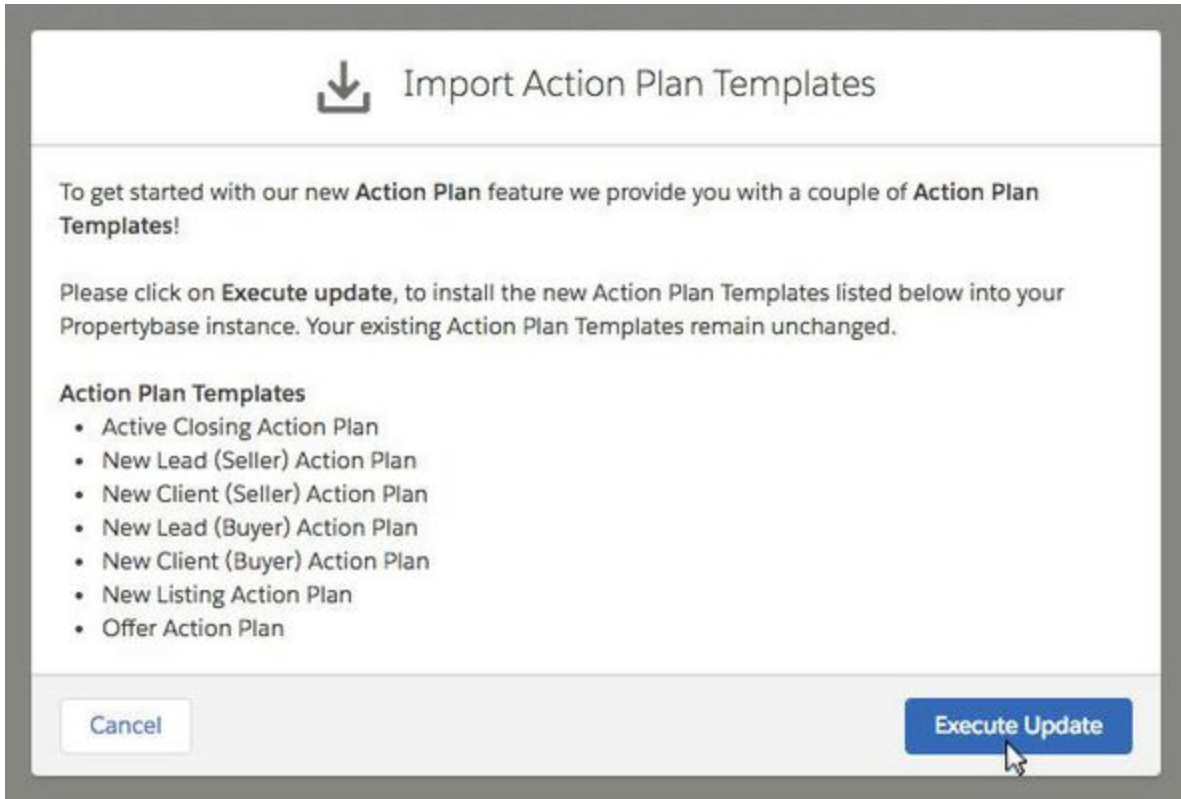 Import Action Plan Templates
To get started with our new Action Plan feature we provide you with a couple of Action Plan
Templates!
Please click on Execute update, to install the new Action Plan Templates listed below into your
Propertybase instance. Your existing Action Plan Templates remain unchanged.
Action Plan Templates
• Active Closing Action Plan
• New Lead (Seller) Action Plan
• New Client (Seller) Action Plan
• New Lead (Buyer) Action Plan
• New Client (Buyer) Action Plan
• New Listing Action Plan
• Offer Action Plan
Cancel
Execute Update